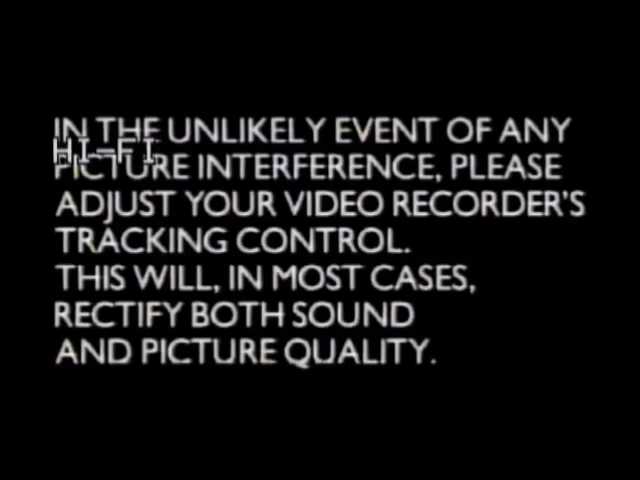 IN THE UNLIKELY EVENT OF ANY
HI-FI
PICTURE INTERFERENCE, PLEASE
ADJUST YOUR VIDEO RECORDER'S
TRACKING CONTROL.
THIS WILL, IN MOST CASES,
RECTIFY BOTH SOUND
AND PICTURE QUALITY.